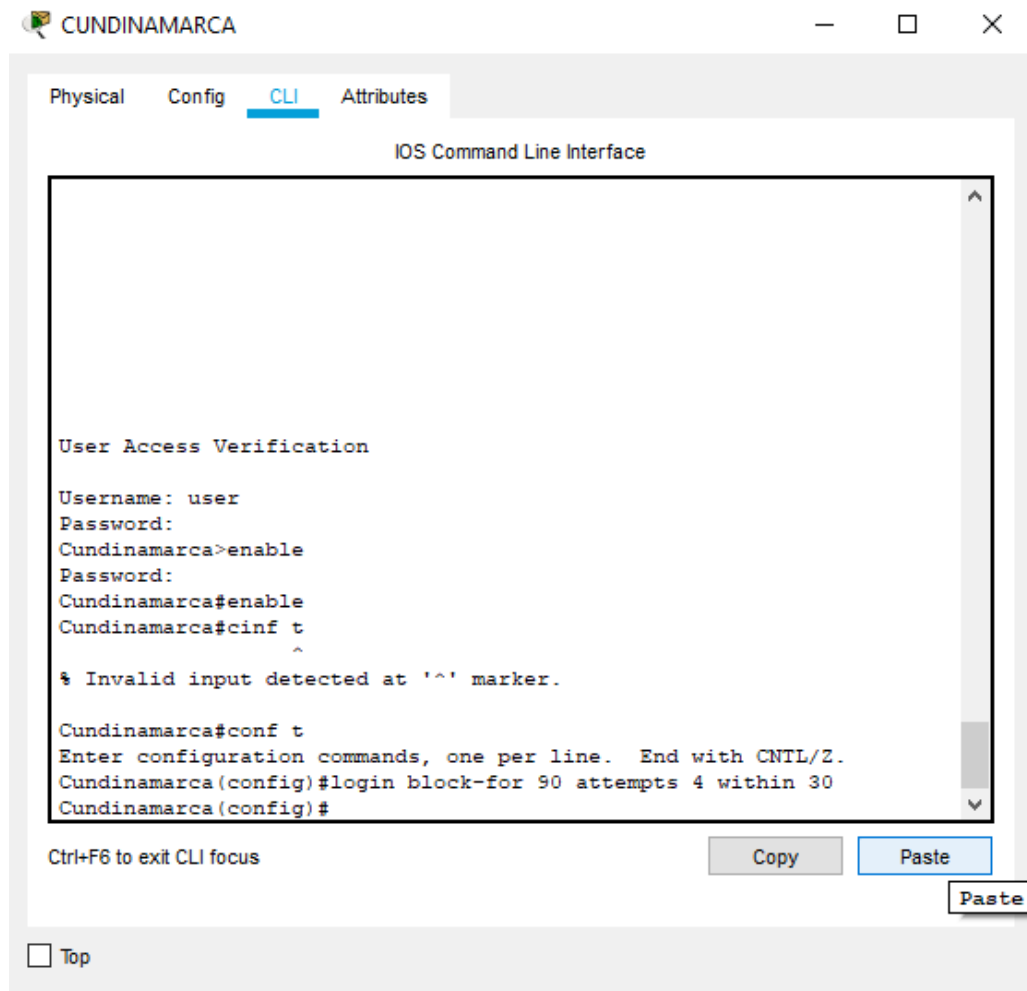 CUNDINAMARCA
Physical Config CLI Attributes
IOS Command Line Interface
User Access Verification
Username: user
Password:
Cundinamarca>enable
Password:
Cundinamarca#enable
Cundinamarca#cinf t
^
% Invalid input detected at '^' marker.
Cundinamarca#conf t
Enter configuration commands, one per line.  End with CNTL/Z.
Cundinamarca(config)#login block-for 90 attempts 4 within 30
Cundinamarca(config)#
Ctrl+F6 to exit CLI focus Copy Paste
Paste
Top